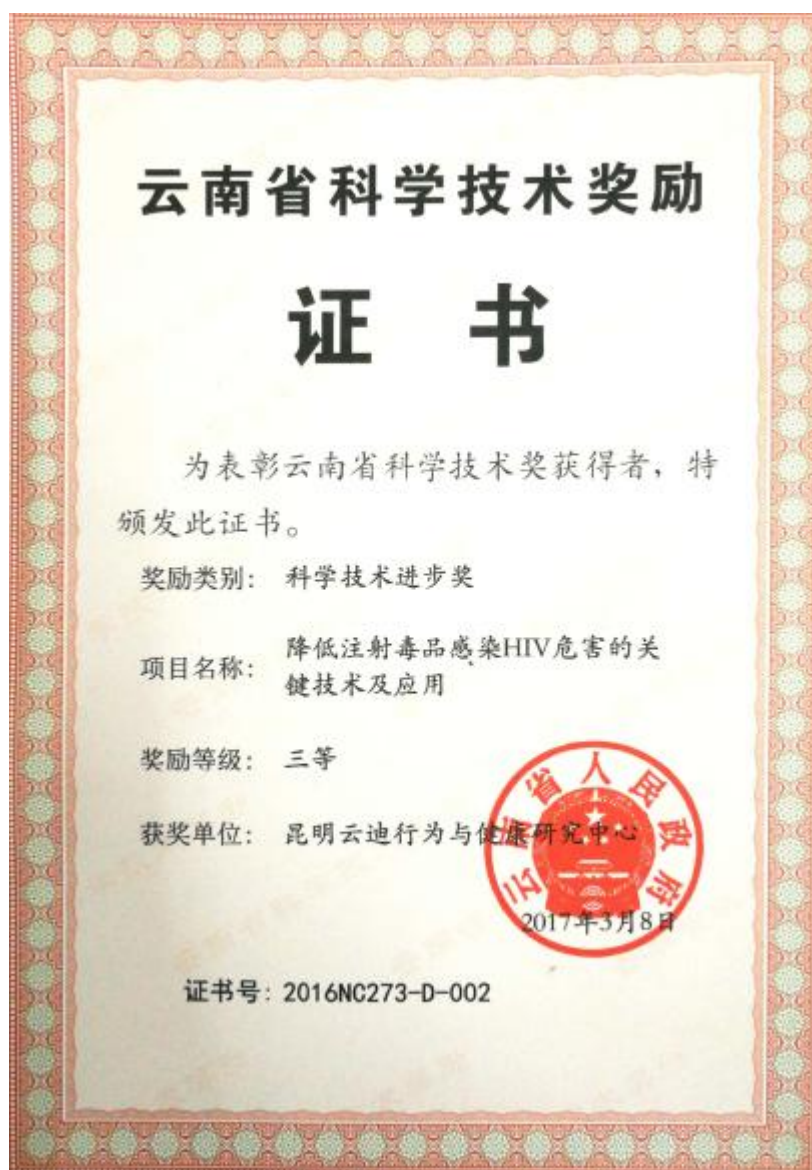 云南省科学技术奖励
证书
为表彰云南省科学技术奖获得者，特
颁发此证书。
奖励类别： 科学技术进步奖
项目名称： 降低注射毒品感染HIV危害的关
键技术及应用
奖励等级： 三等
获奖单位： 昆明云迪行为与健康研究中心
云南省人民政府
2017年3月8日
证书号：2016NC273-D-002